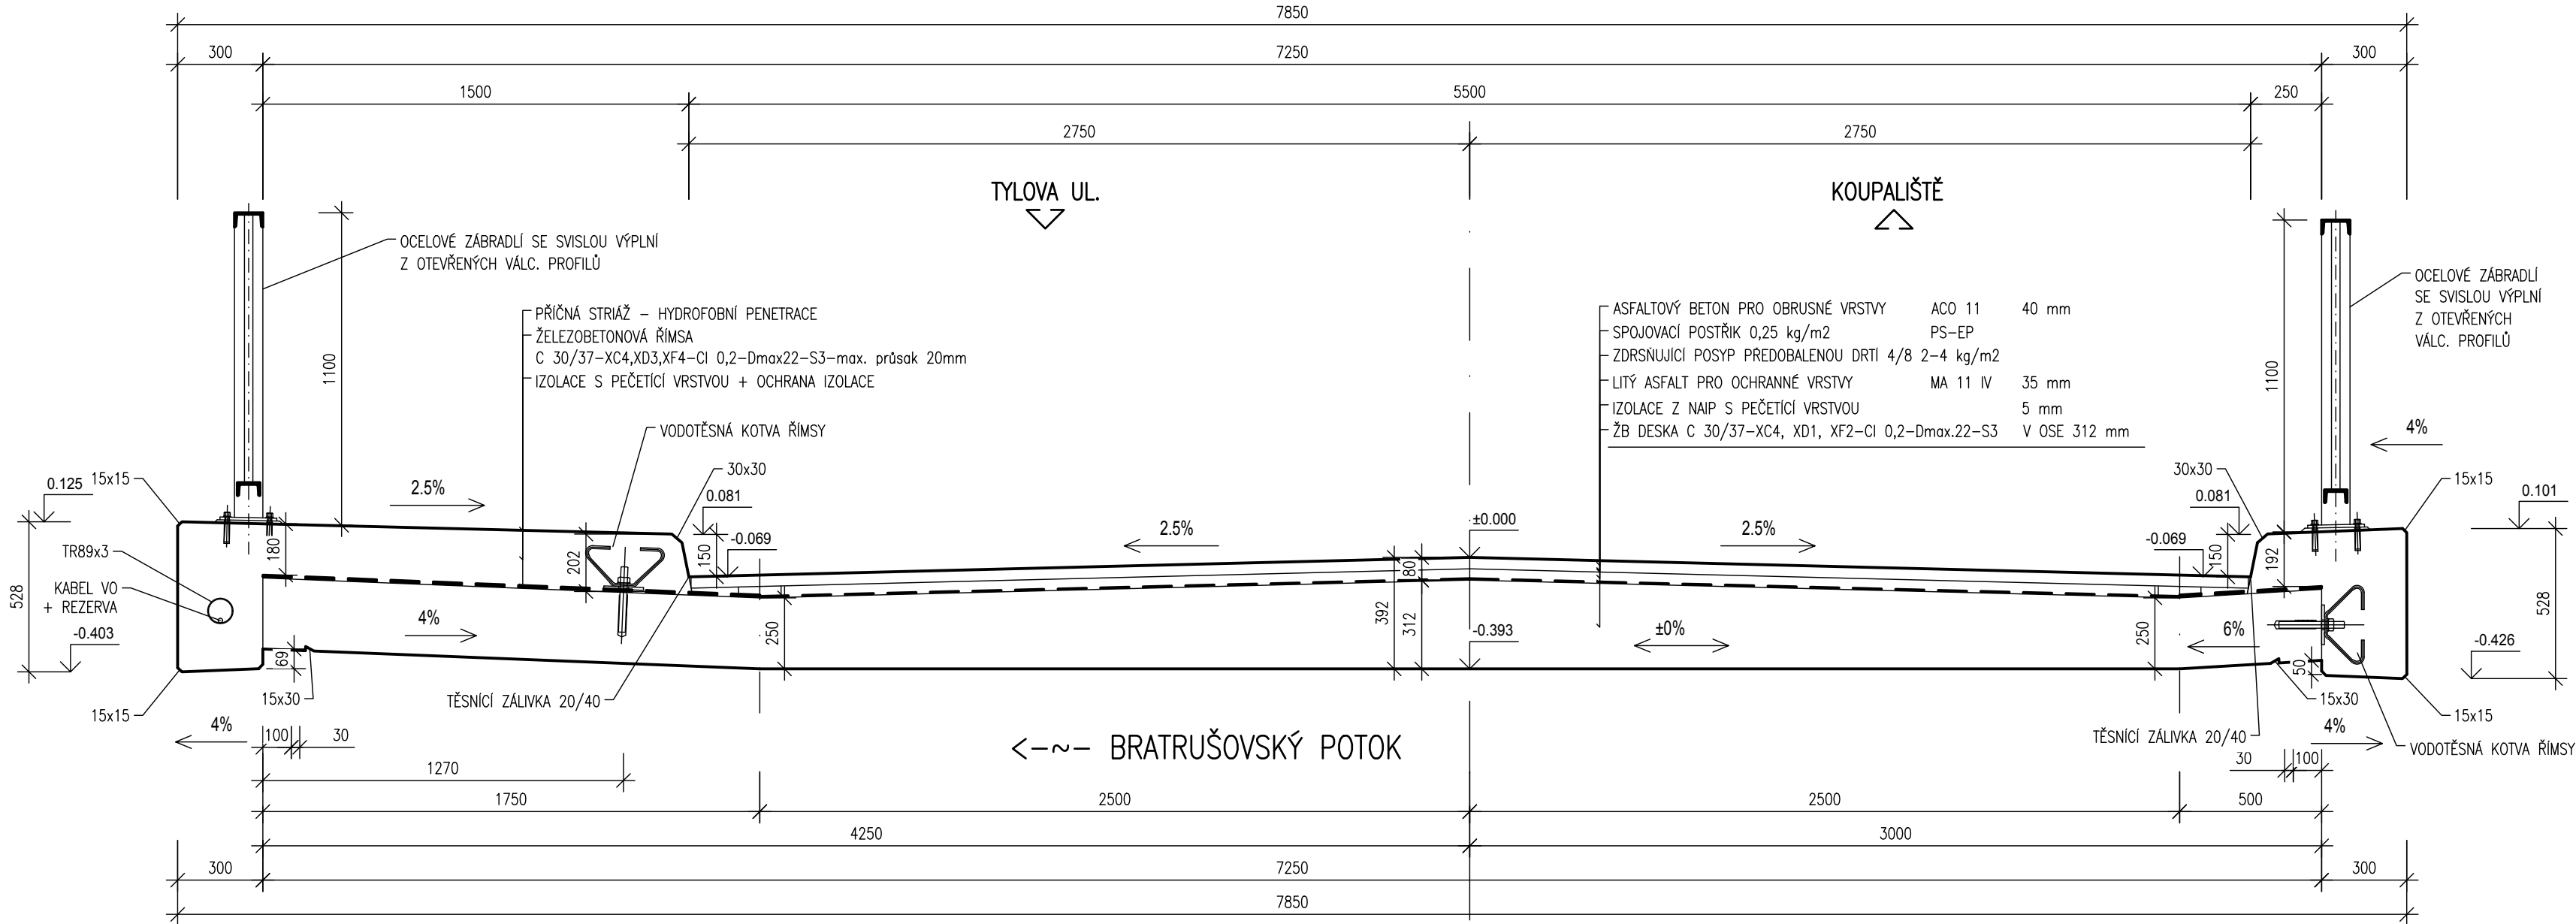 7850
300
7250
300
1500
5500
250
2750
2750
TYLOVA UL.
KOUPALIŠTĚ
OCELOVÉ ZÁBRADLÍ SE SVISLOU VÝPLNÍ
Z OTEVŘENÝCH VÁLC. PROFILŮ
1100
PŘÍČNÁ STRIÁŽ – HYDROFOBNÍ PENETRACE
ŽELEZOBETONOVÁ ŘÍMSA
C 30/37-XC4,XD3,XF4-Cl 0,2-Dmax22-S3-max. průsak 20mm
IZOLACE S PEČETÍCÍ VRSTVOU + OCHRANA IZOLACE
ASFALTOVÝ BETON PRO OBRUSNÉ VRSTVY ACO 11 40 mm
SPOJOVACÍ POSTŘIK 0,25 kg/m2 PS-EP
ZDRSŇUJÍCÍ POSYP PŘEDOBALENOU DRTÍ 4/8 2-4 kg/m2
LITÝ ASFALT PRO OCHRANNÉ VRSTVY MA 11 IV 35 mm
IZOLACE Z NAIP S PEČETÍCÍ VRSTVOU 5 mm
ŽB DESKA C 30/37-XC4, XD1, XF2-Cl 0,2-Dmax.22-S3 V OSE 312 mm
OCELOVÉ ZÁBRADLÍ
SE SVISLOU VÝPLNÍ
Z OTEVŘENÝCH
VÁLC. PROFILŮ
1100
4%
VODOTĚSNÁ KOTVA ŘÍMSY
30x30
30x30
0.125
15x15
2.5%
0.081
0.081
15x15
0.101
180
202
150
-0.069
2.5%
±0.000
2.5%
-0.069
150
192
TR89x3
KABEL VO
+ REZERVA
528
-0.403
4%
69
250
80
392
312
-0.393
±0%
250
6%
50
528
-0.426
15x15
15x30
TĚSNÍCÍ ZÁLIVKA 20/40
15x30
15x15
4%
100
30
<-~- BRATRUŠOVSKÝ POTOK
TĚSNÍCÍ ZÁLIVKA 20/40
4%
VODOTĚSNÁ KOTVA ŘÍMSY
30
100
1270
1750
2500
2500
500
4250
3000
300
7250
300
7850